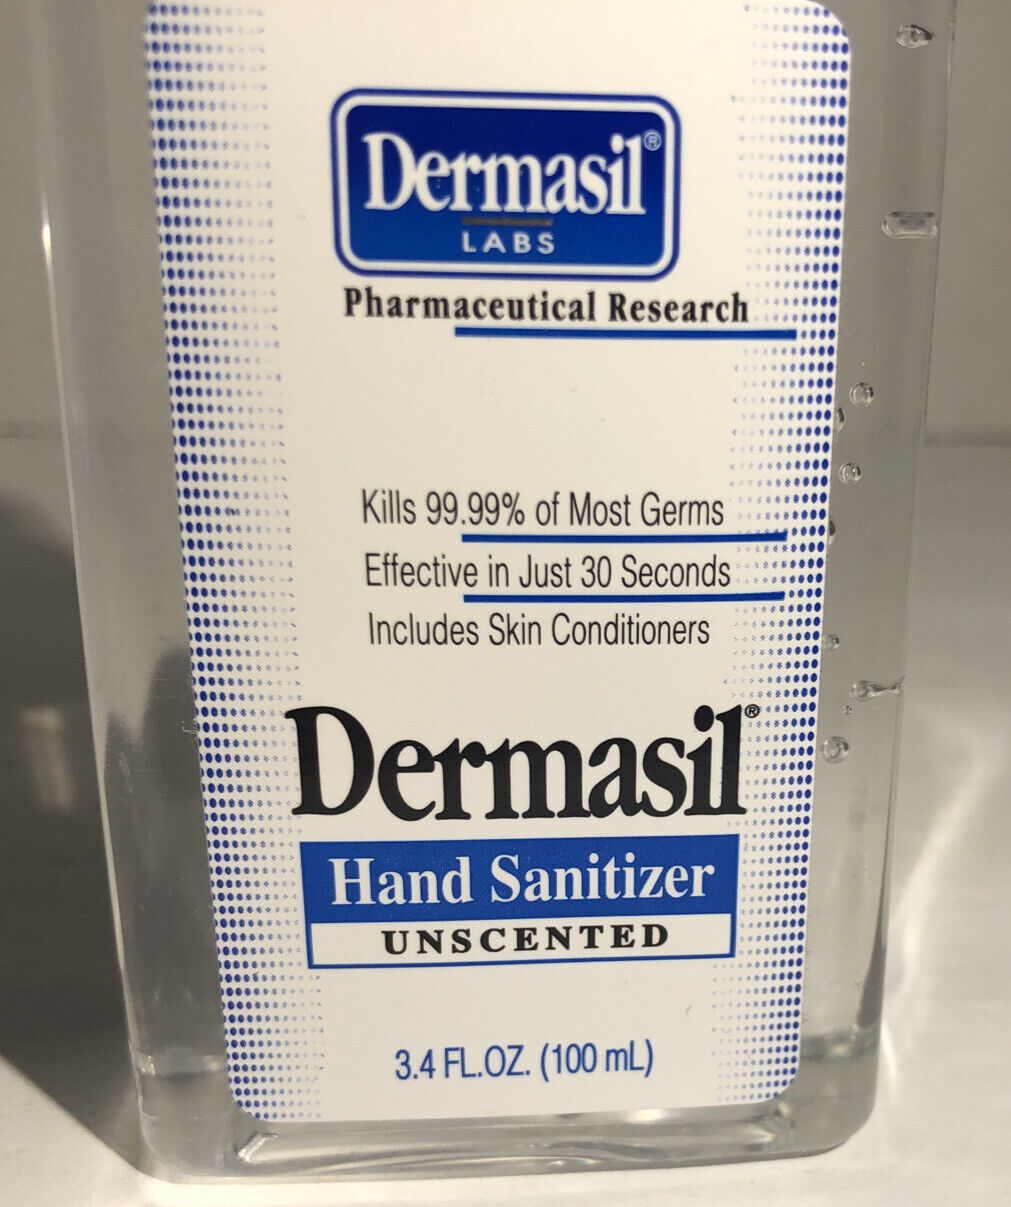 Dermasil®
LABS
Pharmaceutical Research
Kills 99.99% of Most Germs
Effective in Just 30 Seconds
Includes Skin Conditioners
Dermasil®
Hand Sanitizer
UNSCENTED
3.4 FL.OZ. (100 mL)